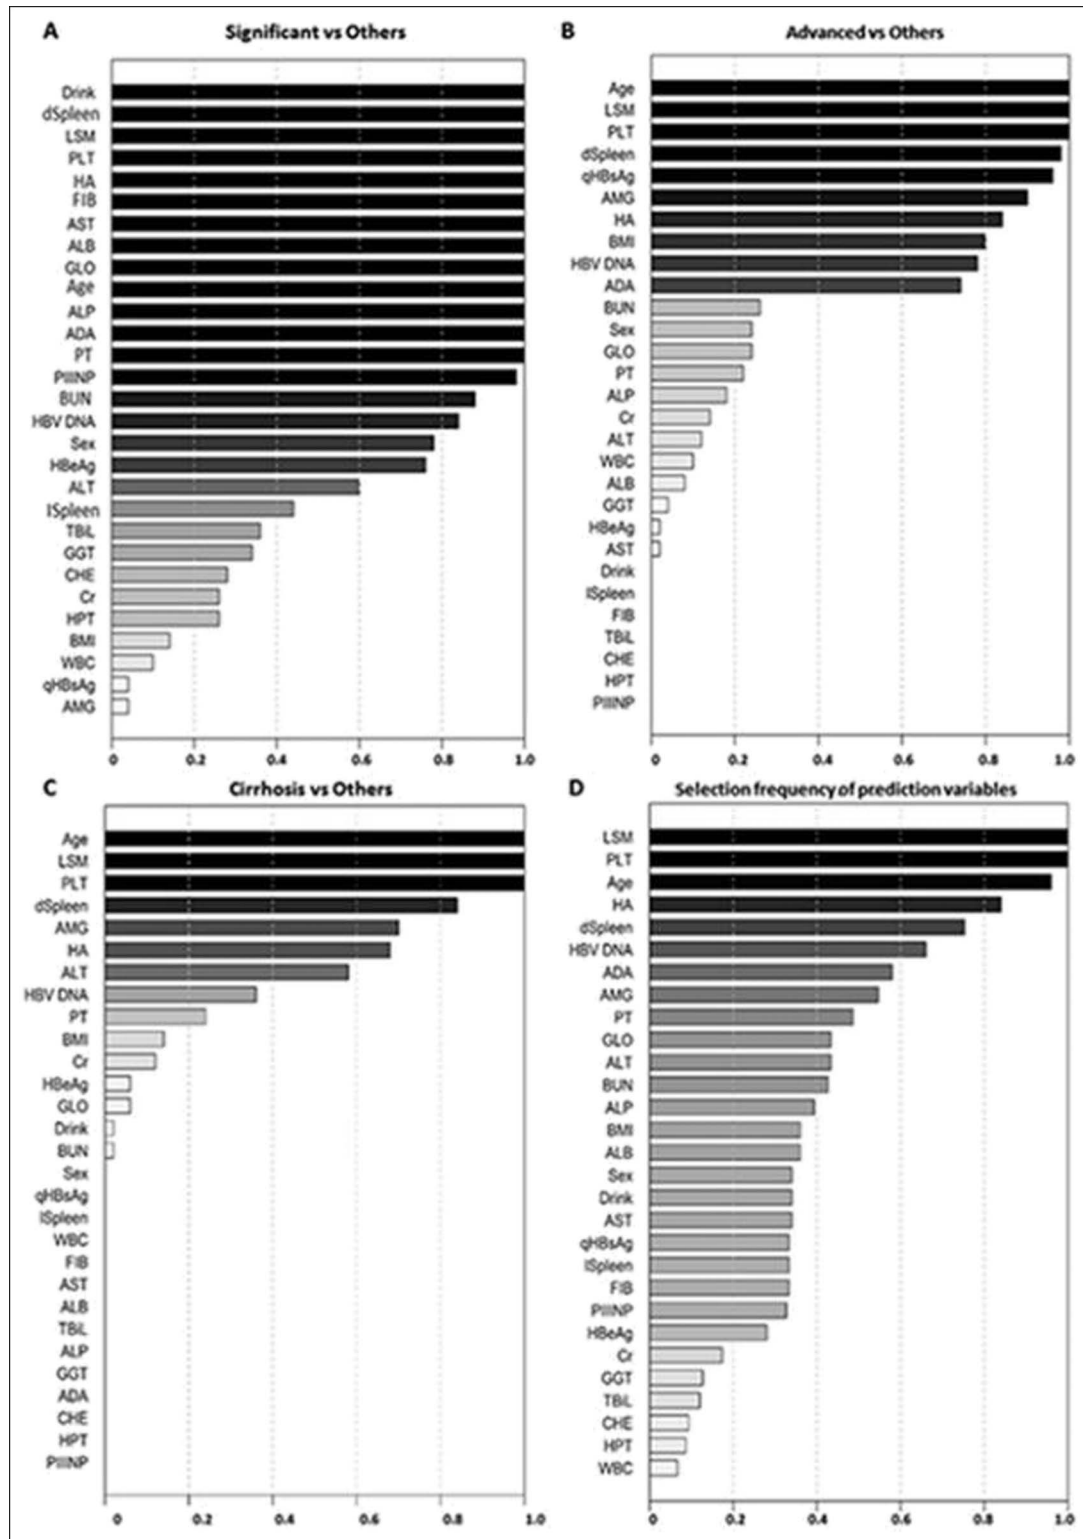 A
Significant vs Others
Drink
dSpleen
LSM
PLT
HA
FIB
AST
ALB
GLO
Age
ALP
ADA
PT
PIIINP
BUN
HBV DNA
Sex
HBeAg
ALT
lSpleen
TBiL
GGT
CHE
Cr
HPT
BMI
WBC
qHBsAg
AMG
0 0.2 0.4 0.6 0.8 1.0
B
Advanced vs Others
Age
LSM
PLT
dSpleen
qHBsAg
AMG
HA
BMI
HBV DNA
ADA
BUN
Sex
GLO
PT
ALP
Cr
ALT
WBC
ALB
GGT
HBeAg
AST
Drink
lSpleen
FIB
TBiL
CHE
HPT
PIIINP
0 0.2 0.4 0.6 0.8 1.0
C
Cirrhosis vs Others
Age
LSM
PLT
dSpleen
AMG
HA
ALT
HBV DNA
PT
BMI
Cr
HBeAg
GLO
Drink
BUN
Sex
qHBsAg
lSpleen
WBC
FIB
AST
ALB
TBiL
ALP
GGT
ADA
CHE
HPT
PIIINP
0 0.2 0.4 0.6 0.8 1.0
D
Selection frequency of prediction variables
LSM
PLT
Age
HA
dSpleen
HBV DNA
ADA
AMG
PT
GLO
ALT
BUN
ALP
BMI
ALB
Sex
Drink
AST
qHBsAg
lSpleen
FIB
PIIINP
HBeAg
Cr
GGT
TBiL
CHE
HPT
WBC
0 0.2 0.4 0.6 0.8 1.0